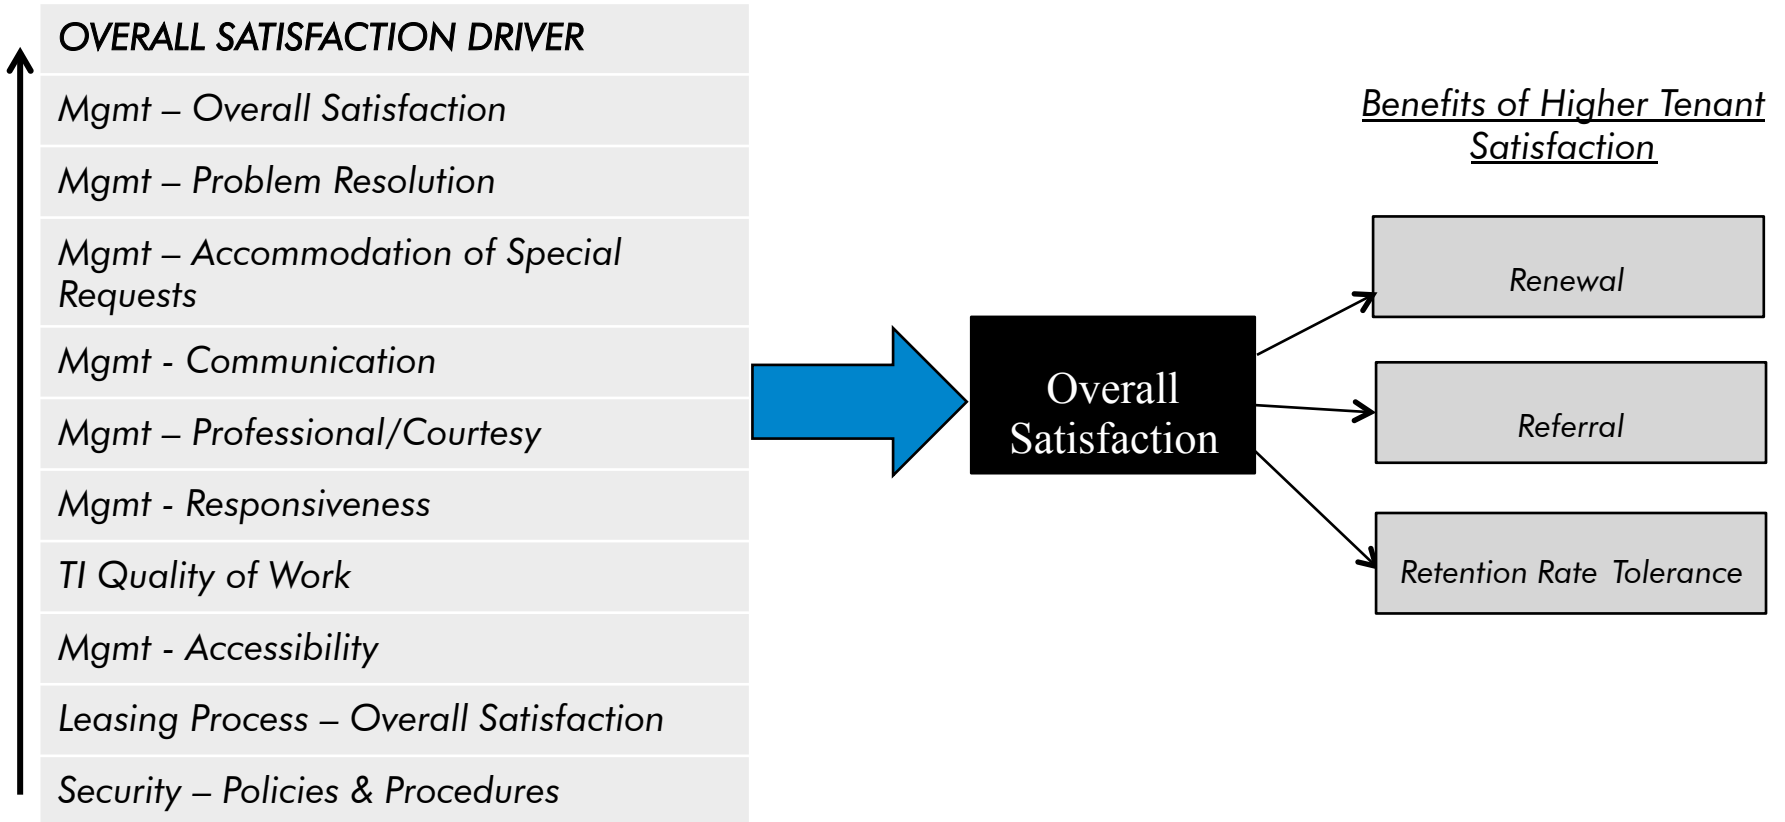 OVERALL SATISFACTION DRIVER
Mgmt – Overall Satisfaction
Mgmt – Problem Resolution
Mgmt – Accommodation of Special
Requests
Mgmt - Communication
Mgmt – Professional/Courtesy
Mgmt - Responsiveness
TI Quality of Work
Mgmt - Accessibility
Leasing Process – Overall Satisfaction
Security – Policies & Procedures
Overall
Satisfaction
Benefits of Higher Tenant
Satisfaction
Renewal
Referral
Retention Rate Tolerance